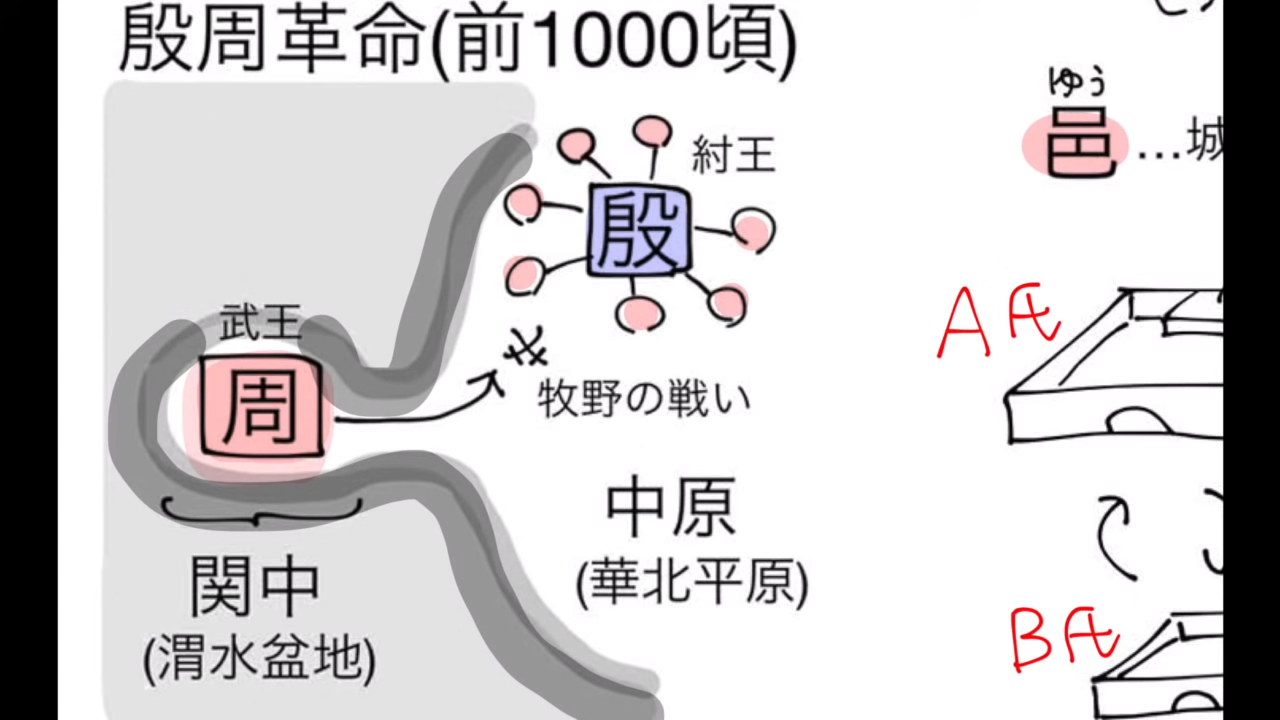 殷周革命(前1000頃)
紂王
殷
武王
周
牧野の戦い
中原
(華北平原)
関中
(渭水盆地)
ゆう
邑…城
A氏
B氏